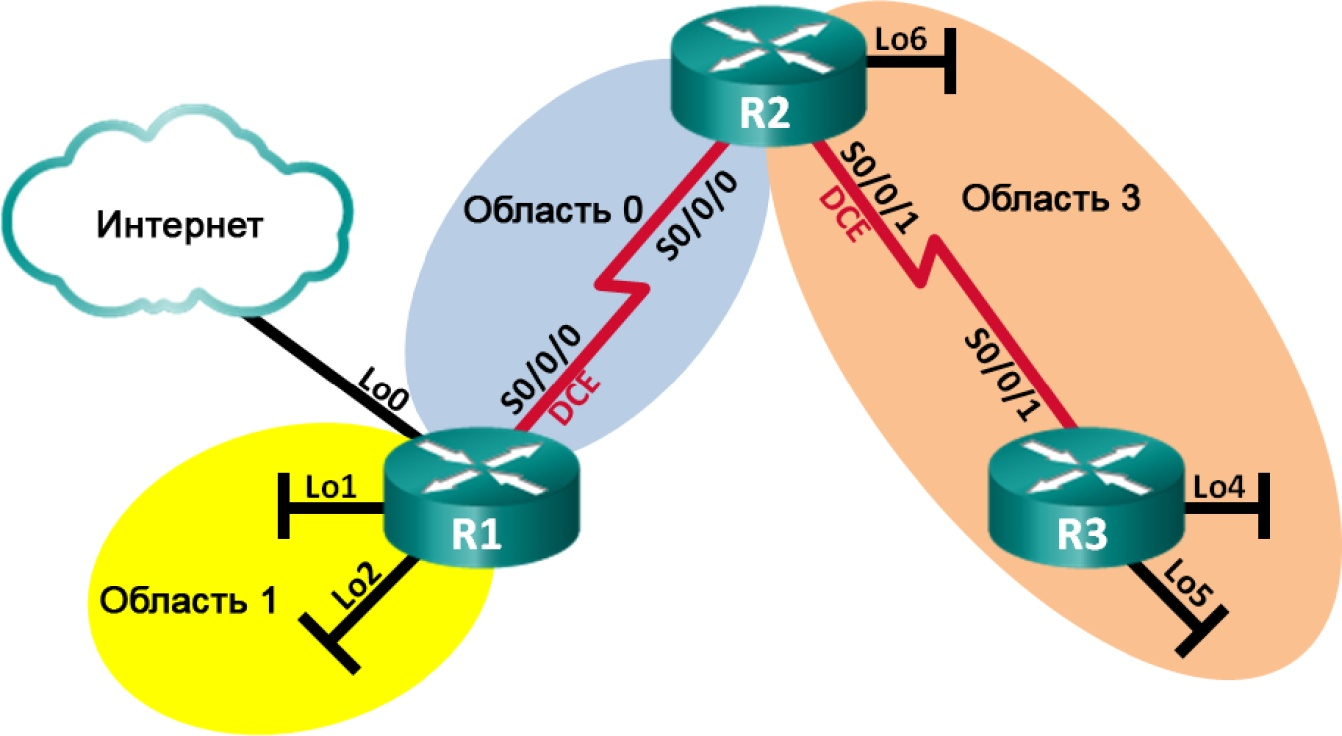 Lo6
R2
S0/0/1
DCE
Область 3
Область 0
S0/0/0
Интернет
S0/0/0
DCE
S0/0/1
Lo0
Lo1
R1
Lo2
Область 1
Lo4
R3
Lo5